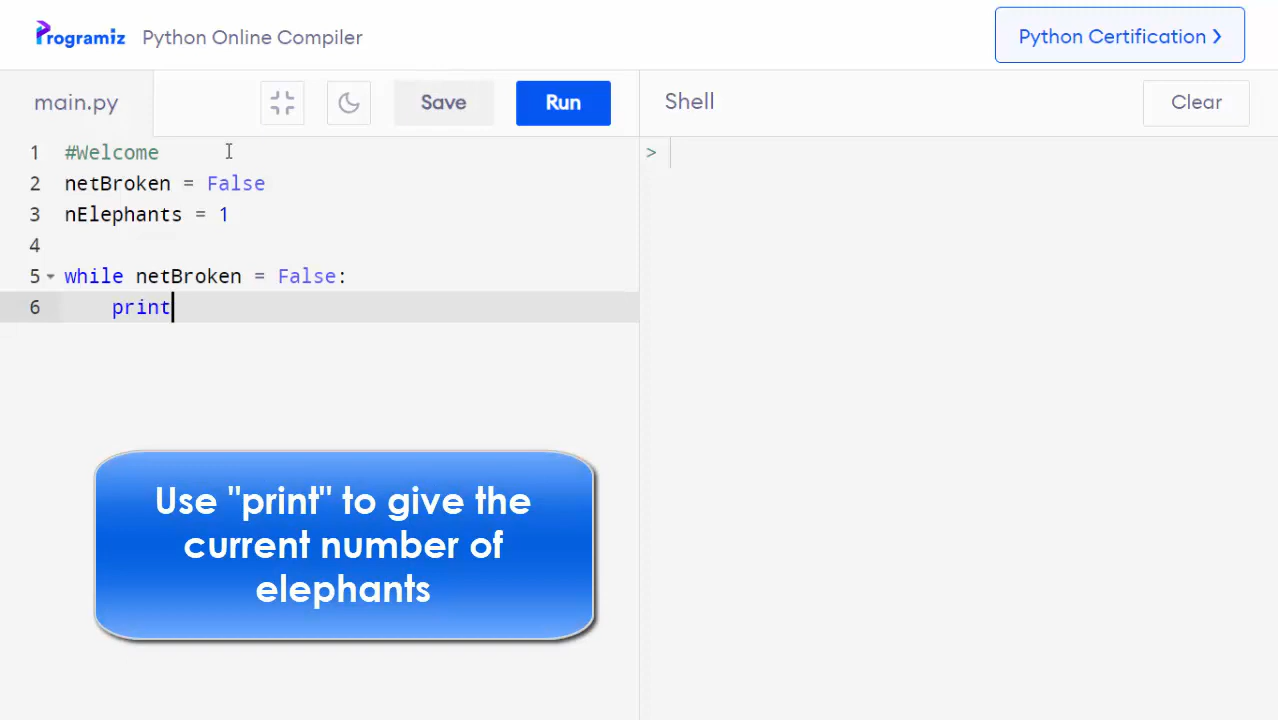 Programiz Python Online Compiler
Python Certification
main.py
Save
Run
Shell
Clear
1 #Welcome
2 netBroken = False
3 nElephants = 1
4
5 while netBroken = False:
6     print
>
Use "print" to give the
current number of
elephants